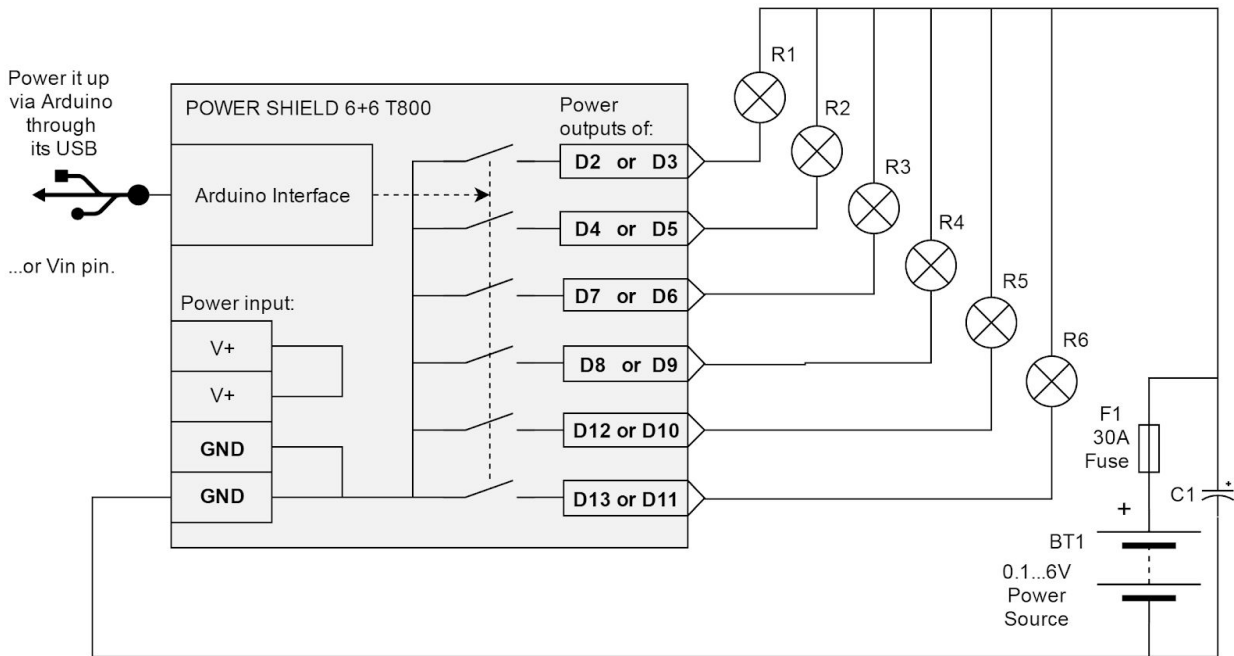 Power it up
via Arduino
through
its USB
...or Vin pin.
POWER SHIELD 6+6 T800
Arduino Interface
Power input:
V+
V+
GND
GND
Power
outputs of:
D2 or D3
D4 or D5
D7 or D6
D8 or D9
D12 or D10
D13 or D11
R1
R2
R3
R4
R5
R6
F1
30A
Fuse
C1
+
+
BT1
0.1...6V
Power
Source